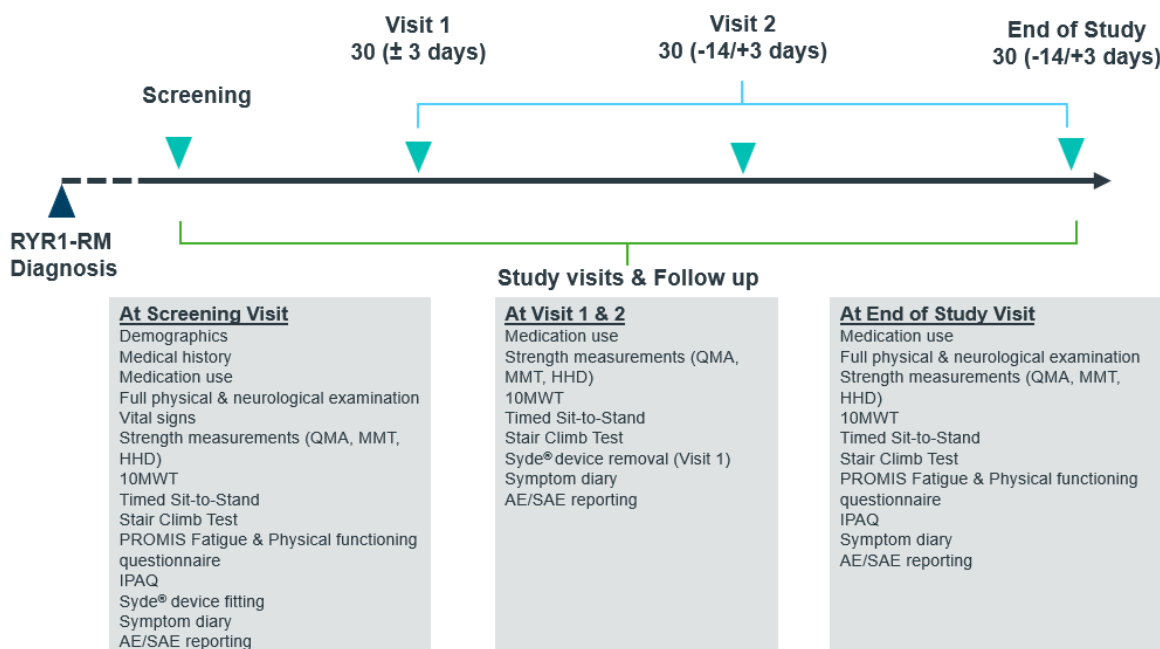 Visit 1
30 (± 3 days)
Visit 2
30 (-14/+3 days)
End of Study
30 (-14/+3 days)
Screening
RYR1-RM
Diagnosis
Study visits & Follow up
At Screening Visit
Demographics
Medical history
Medication use
Full physical & neurological examination
Vital signs
Strength measurements (QMA, MMT,
HHD)
10MWT
Timed Sit-to-Stand
Stair Climb Test
PROMIS Fatigue & Physical functioning
questionnaire
IPAQ
Syde® device fitting
Symptom diary
AE/SAE reporting
At Visit 1 & 2
Medication use
Strength measurements (QMA,
MMT, HHD)
10MWT
Timed Sit-to-Stand
Stair Climb Test
Syde® device removal (Visit 1)
Symptom diary
AE/SAE reporting
At End of Study Visit
Medication use
Full physical & neurological examination
Strength measurements (QMA, MMT,
HHD)
10MWT
Timed Sit-to-Stand
Stair Climb Test
PROMIS Fatigue & Physical functioning
questionnaire
IPAQ
Symptom diary
AE/SAE reporting